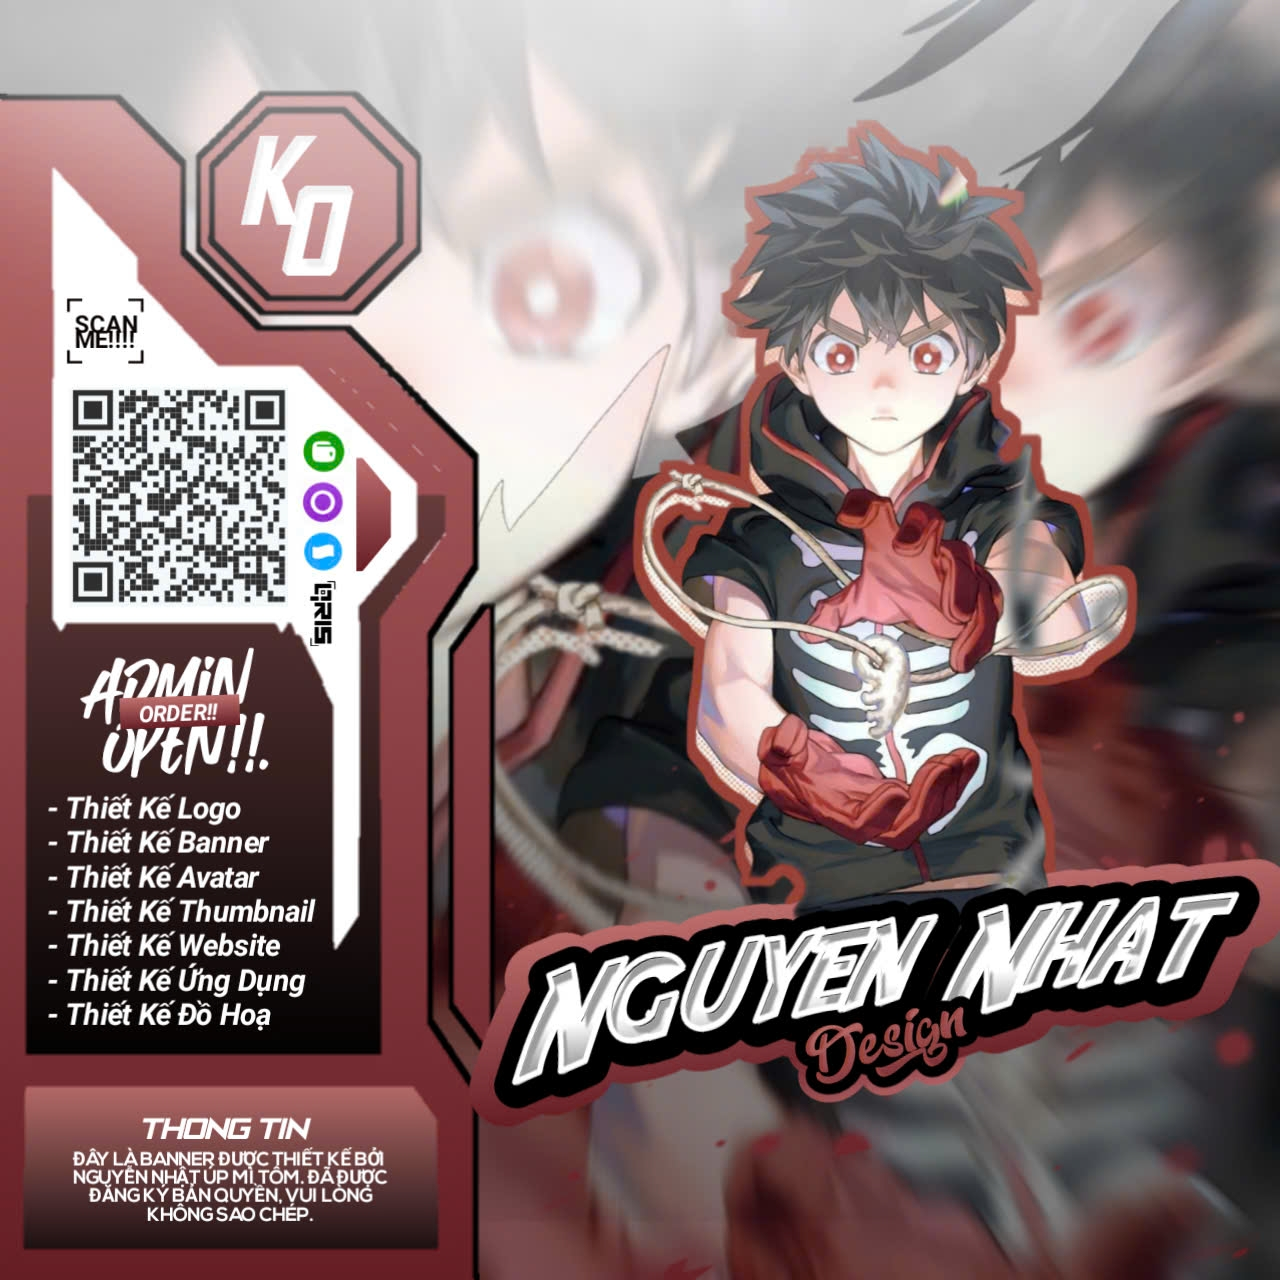 KO
SCAN
ME!!!!
QRIS
ADMIN
ORDER!!
OPEN!!.
- Thiết Kế Logo
- Thiết Kế Banner
- Thiết Kế Avatar
- Thiết Kế Thumbnail
- Thiết Kế Website
- Thiết Kế Ứng Dụng
- Thiết Kế Đồ Hoạ
NGUYEN NHAT
Design
THONG TIN
ĐÂY LÀ BANNER ĐƯỢC THIẾT KẾ BỞI
NGUYỄN NHẬT ÚP MÌ TÔM. ĐÃ ĐƯỢC
ĐĂNG KÝ BẢN QUYỀN, VUI LÒNG
KHÔNG SAO CHÉP.